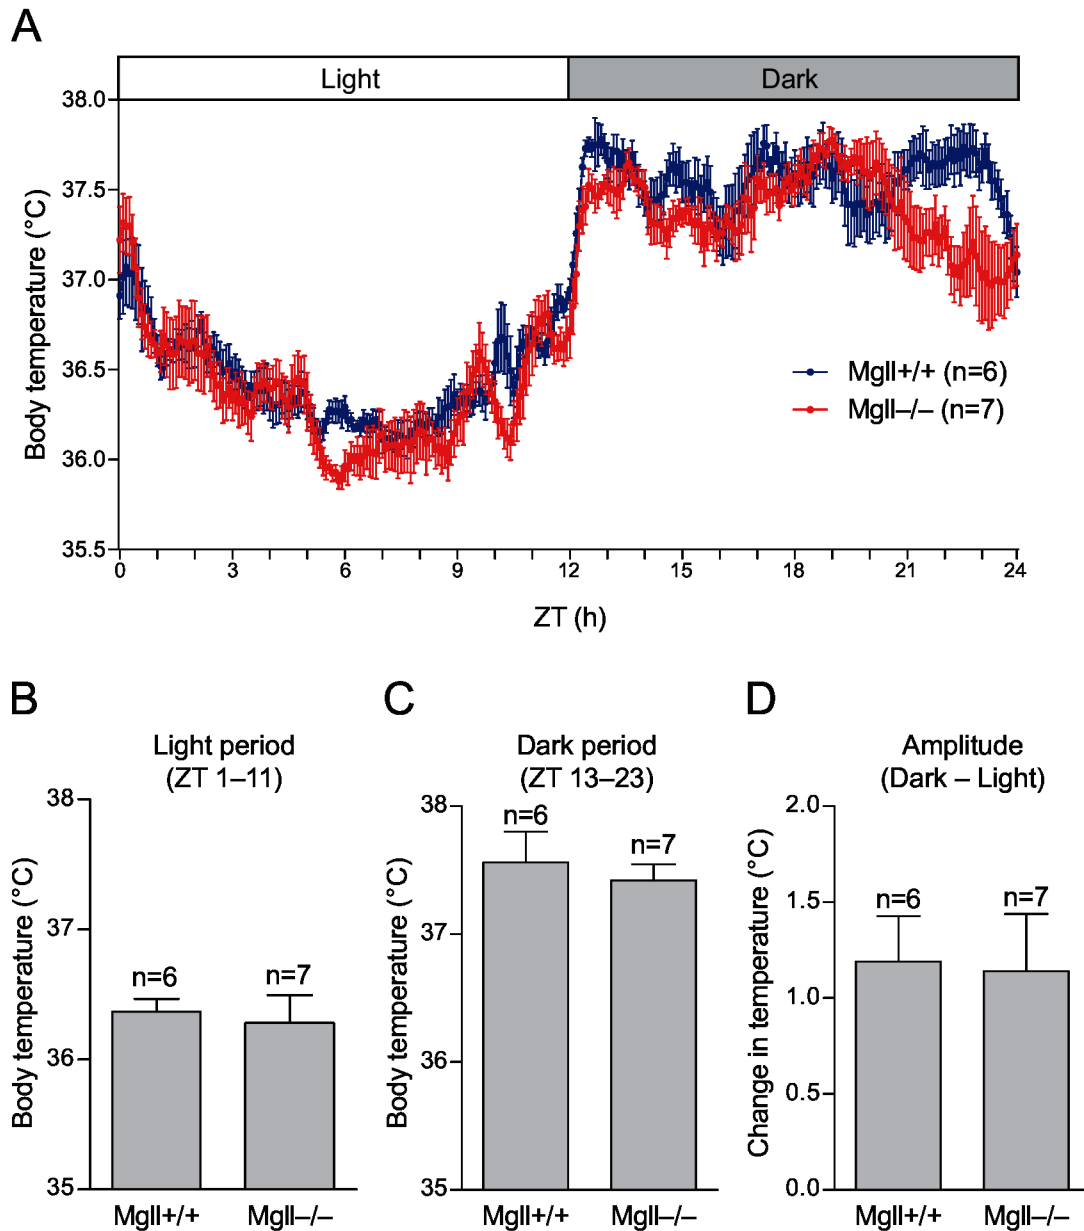 A
Light Dark
38.0
37.5
37.0
36.5
36.0
35.5
Body temperature (°C)
Mgll+/+ (n=6)
Mgll–/– (n=7)
0 3 6 9 12 15 18 21 24
ZT (h)
B
Light period
(ZT 1–11)
38
37
36
35
Body temperature (°C)
n=6
n=7
Mgll+/+ Mgll–/–
C
Dark period
(ZT 13–23)
38
37
36
35
Body temperature (°C)
n=6
n=7
Mgll+/+ Mgll–/–
D
Amplitude
(Dark – Light)
2.0
1.5
1.0
0.5
0.0
Change in temperature (°C)
n=6
n=7
Mgll+/+ Mgll–/–